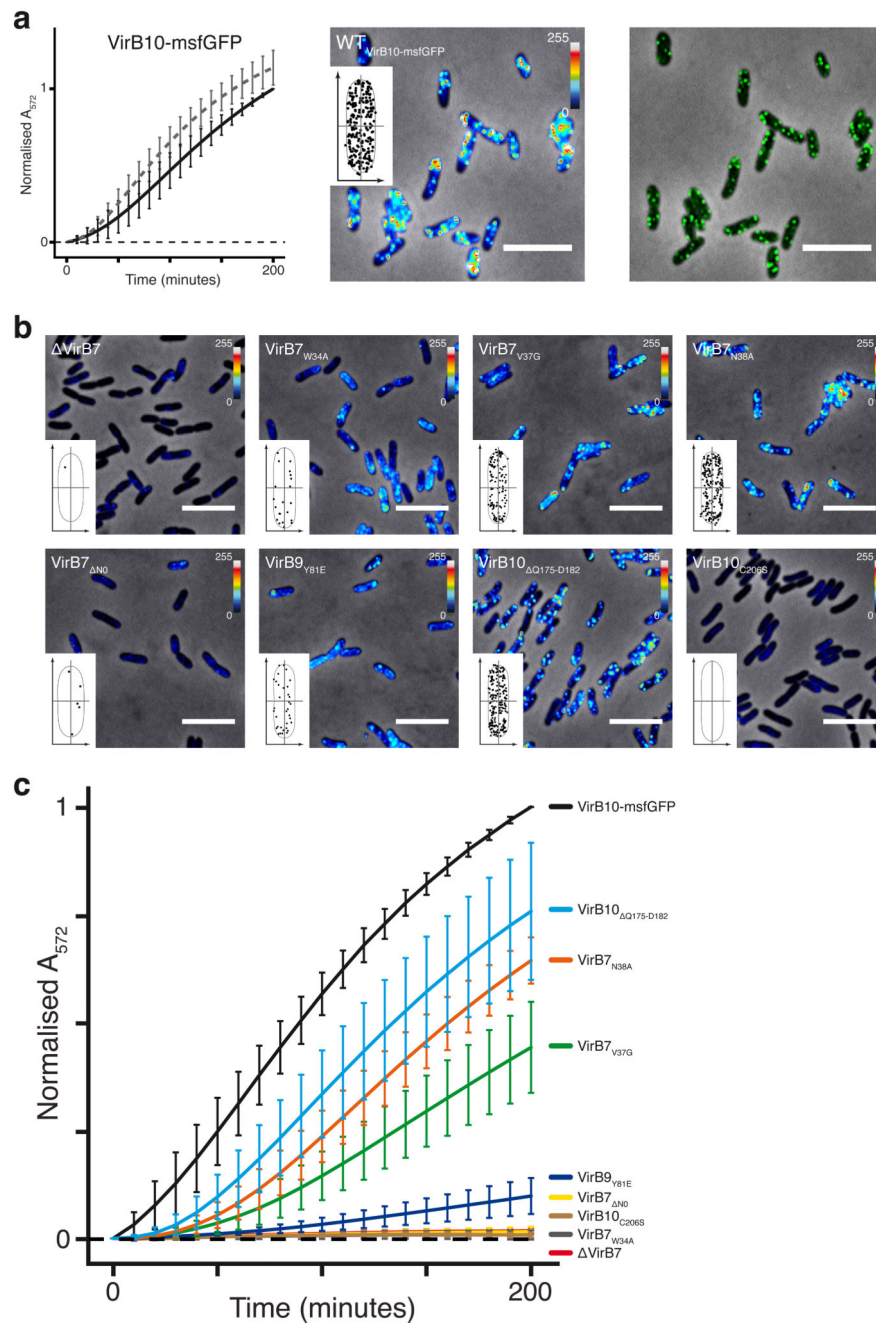 a
VirB10-msfGFP
Normalised A572
1
0
0
200
Time (minutes)
WT VirB10-msfGFP
255
0
b
ΔVirB7
255
0
VirB7W34A
255
0
VirB7V37G
255
0
VirB7N38A
255
0
VirB7ΔN0
255
0
VirB9Y81E
255
0
VirB10ΔQ175-D182
255
0
VirB10C206S
255
0
c
Normalised A572
1
0
0
200
Time (minutes)
VirB10-msfGFP
VirB10ΔQ175-D182
VirB7N38A
VirB7V37G
VirB9Y81E
VirB7ΔN0
VirB10C206S
VirB7W34A
ΔVirB7